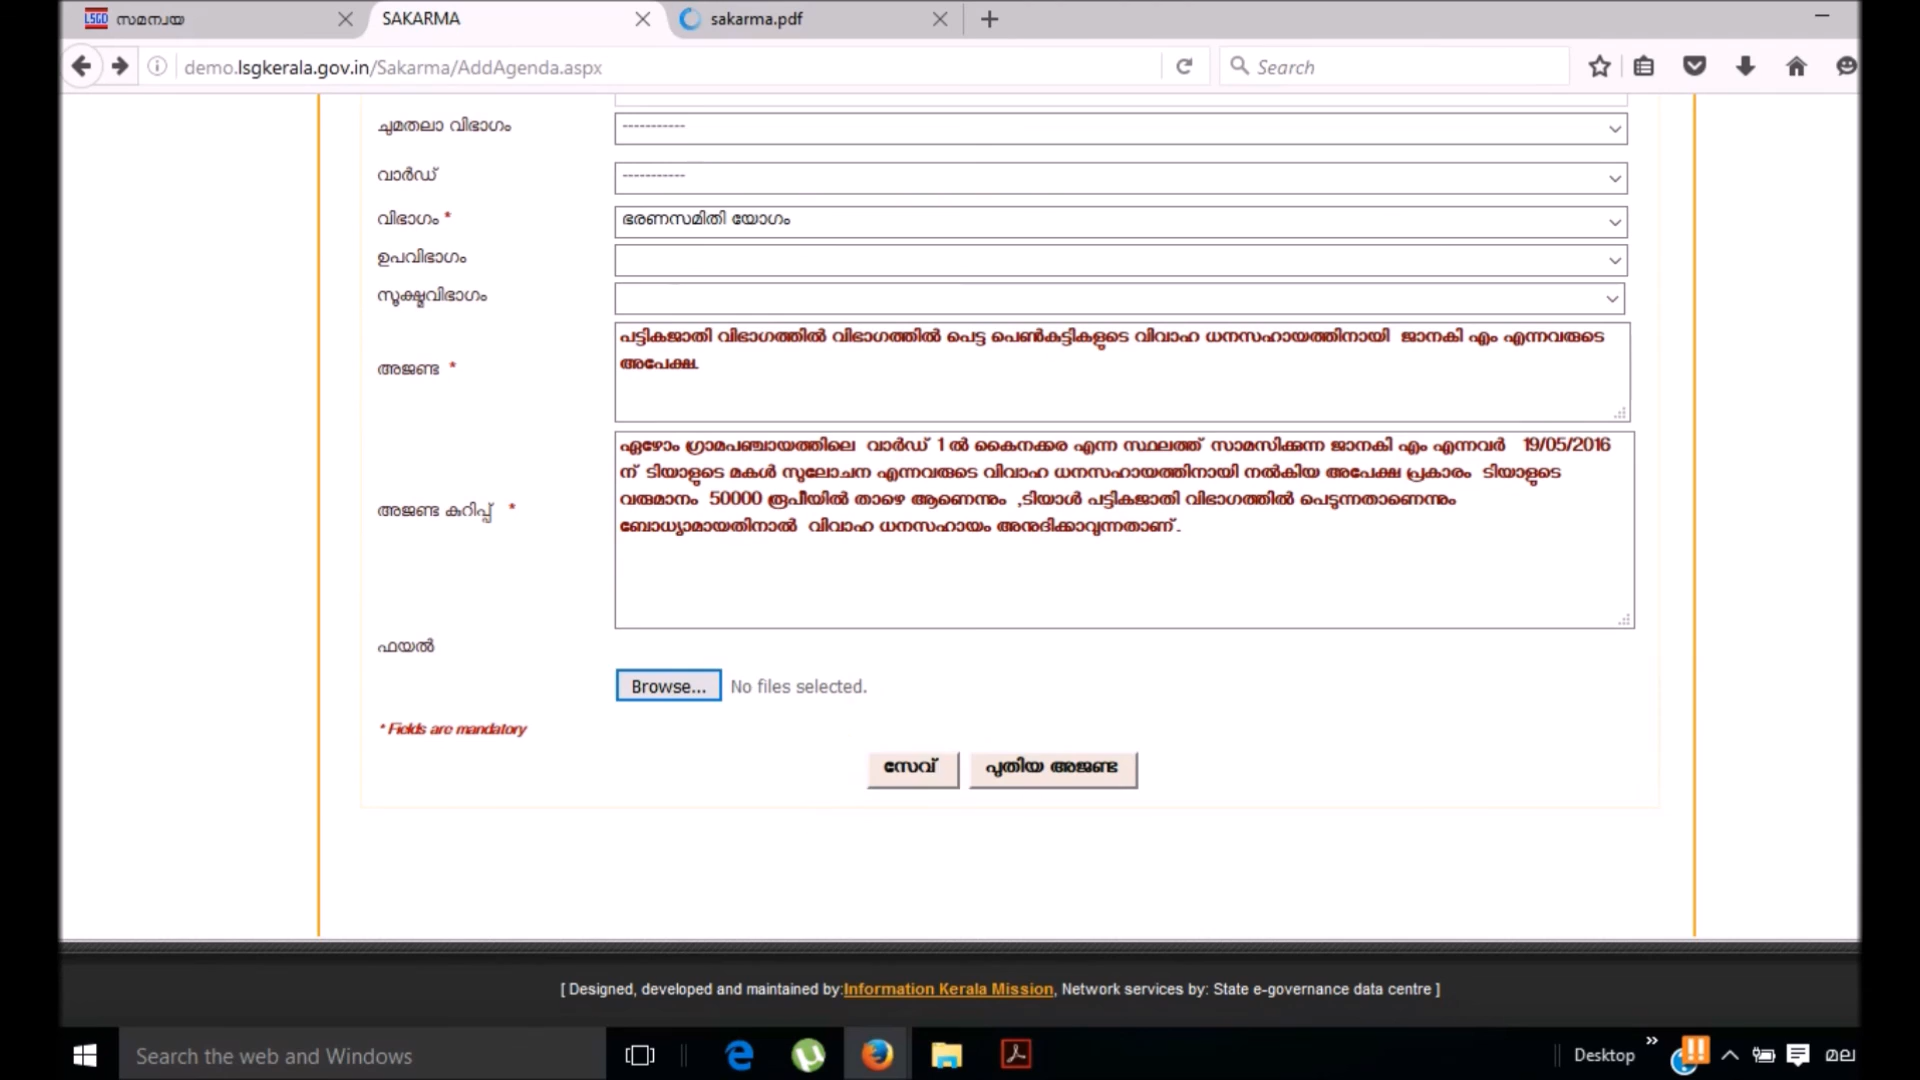 LSGD സമന്വയ
SAKARMA
sakarma.pdf
demo.lsgkerala.gov.in/Sakarma/AddAgenda.aspx
Search
ചുമതലാ വിഭാഗം
-----------
വാർഡ്
-----------
വിഭാഗം *
ഭരണസമിതി യോഗം
ഉപവിഭാഗം
സൂക്ഷ്മവിഭാഗം
അജണ്ട *
പട്ടികജാതി വിഭാഗത്തിൽ വിഭാഗത്തിൽ പെട്ട പെൺകുട്ടികളുടെ വിവാഹ ധനസഹായത്തിനായി ജാനകി എം എന്നവരുടെ
അപേക്ഷ.
അജണ്ട കുറിപ്പ് *
ഏഴോം ഗ്രാമപഞ്ചായത്തിലെ വാർഡ് 1 ൽ കൈനക്കര എന്ന സ്ഥലത്ത് സാമസിക്കുന്ന ജാനകി എം എന്നവർ 19/05/2016
ന് ടിയാളുടെ മകൾ സുലോചന എന്നവരുടെ വിവാഹ ധനസഹായത്തിനായി നൽകിയ അപേക്ഷ പ്രകാരം ടിയാളുടെ
വരുമാനം 50000 രൂപീയിൽ താഴെ ആണെന്നും ,ടിയാൾ പട്ടികജാതി വിഭാഗത്തിൽ പെടുന്നതാണെന്നും
ബോധ്യാമായതിനാൽ വിവാഹ ധനസഹായം അനുദിക്കാവുന്നതാണ്.
ഫയൽ
Browse... No files selected.
* Fields are mandatory
സേവ് പുതിയ അജണ്ട
[ Designed, developed and maintained by:Information Kerala Mission, Network services by: State e-governance data centre ]
Search the web and Windows
Desktop
മല